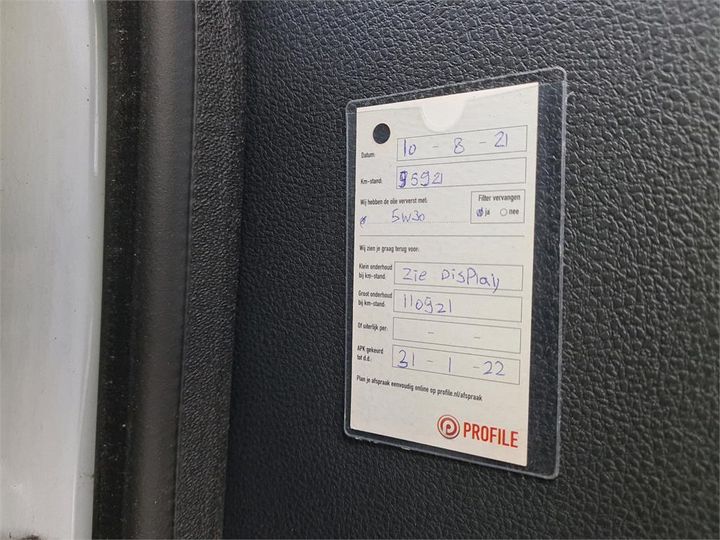 Datum: 10 - 8 - 21
Km-stand: 95921
Wij hebben de olie ververst met:
5W30
Filter vervangen
ja nee
Wij zien je graag terug voor:
Klein onderhoud bij km-stand: Zie Display
Groot onderhoud bij km-stand: 110921
Of uiterlijk per: - -
APK gekeurd tot d.d.: 31 - 1 - 22
Plan je afspraak eenvoudig online op profile.nl/afspraak
PROFILE